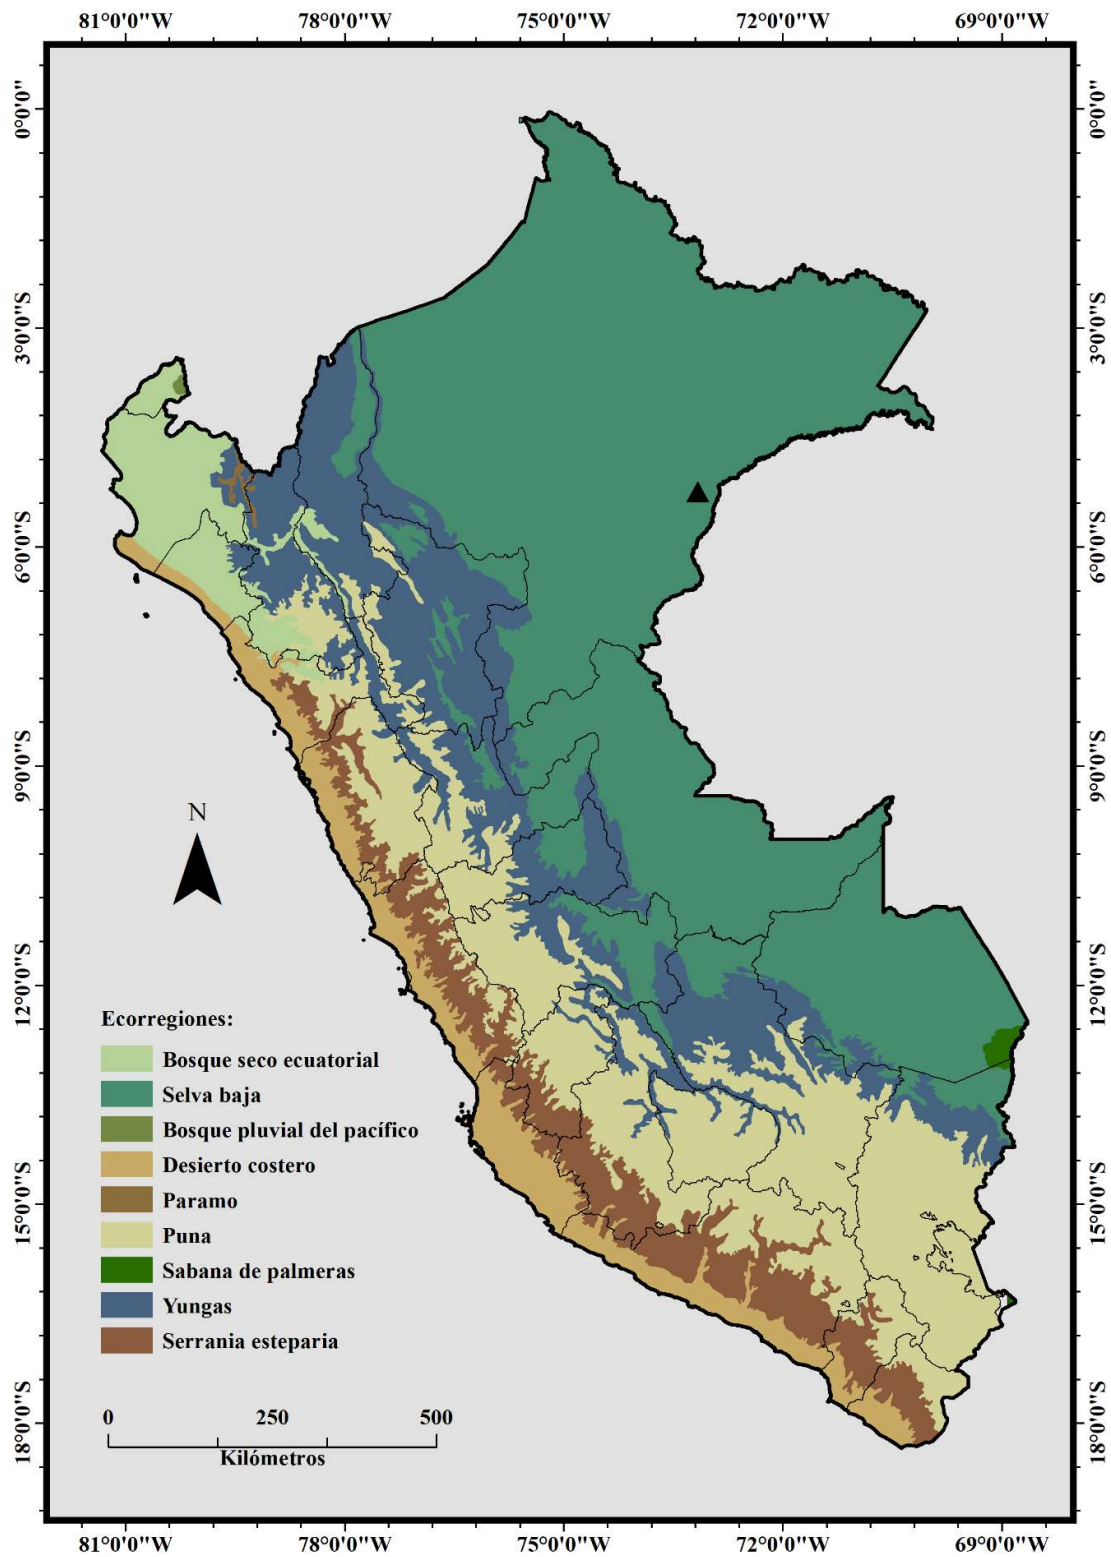 81°0'0"W 78°0'0"W 75°0'0"W 72°0'0"W 69°0'0"W
0°0'0" 0°0'0"
3°0'0"S 3°0'0"S
6°0'0"S 6°0'0"S
9°0'0"S 9°0'0"S
N
12°0'0"S 12°0'0"S
Ecorregiones:
Bosque seco ecuatorial
Selva baja
Bosque pluvial del pacífico
Desierto costero
Paramo
Puna
15°0'0"S 15°0'0"S
Sabana de palmeras
Yungas
Serrania esteparia
0 250 500
Kilómetros
18°0'0"S 18°0'0"S
81°0'0"W 78°0'0"W 75°0'0"W 72°0'0"W 69°0'0"W